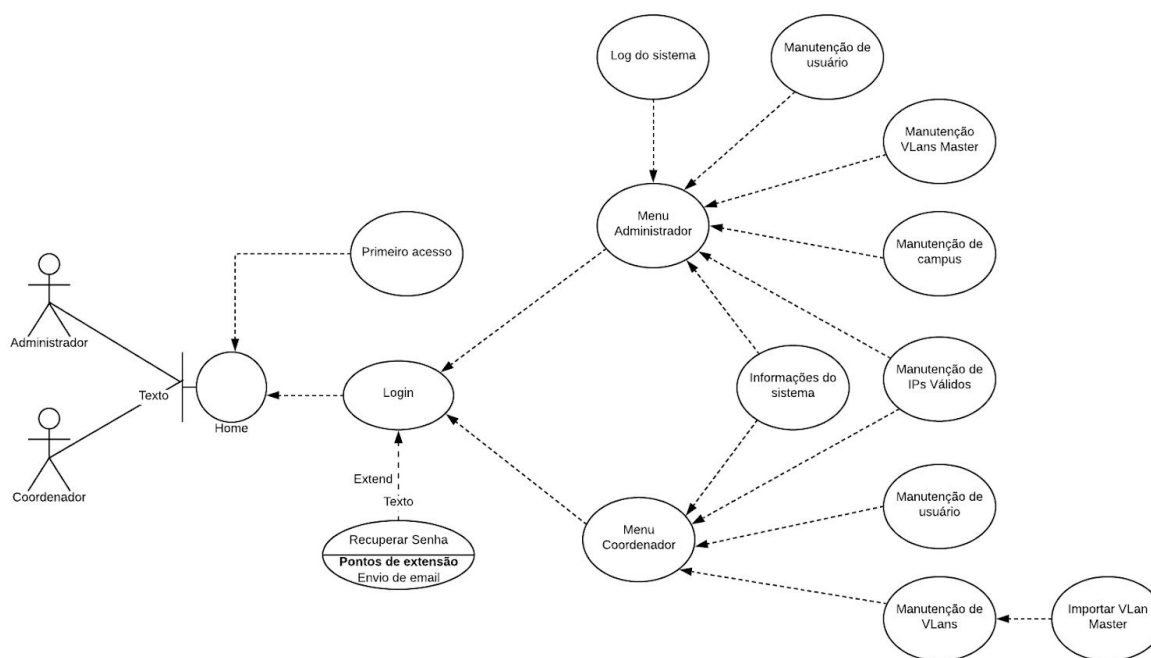 Log do sistema
Manutenção de
usuário
Manutenção
VLans Master
Menu
Administrador
Primeiro acesso
Manutenção de
campus
Administrador
Informações do
sistema
Manutenção de
IPs Válidos
Texto
Login
Home
Coordenador
Extend
Texto
Manutenção de
usuário
Recuperar Senha
Pontos de extensão
Envio de email
Menu
Coordenador
Manutenção de
VLans
Importar VLan
Master